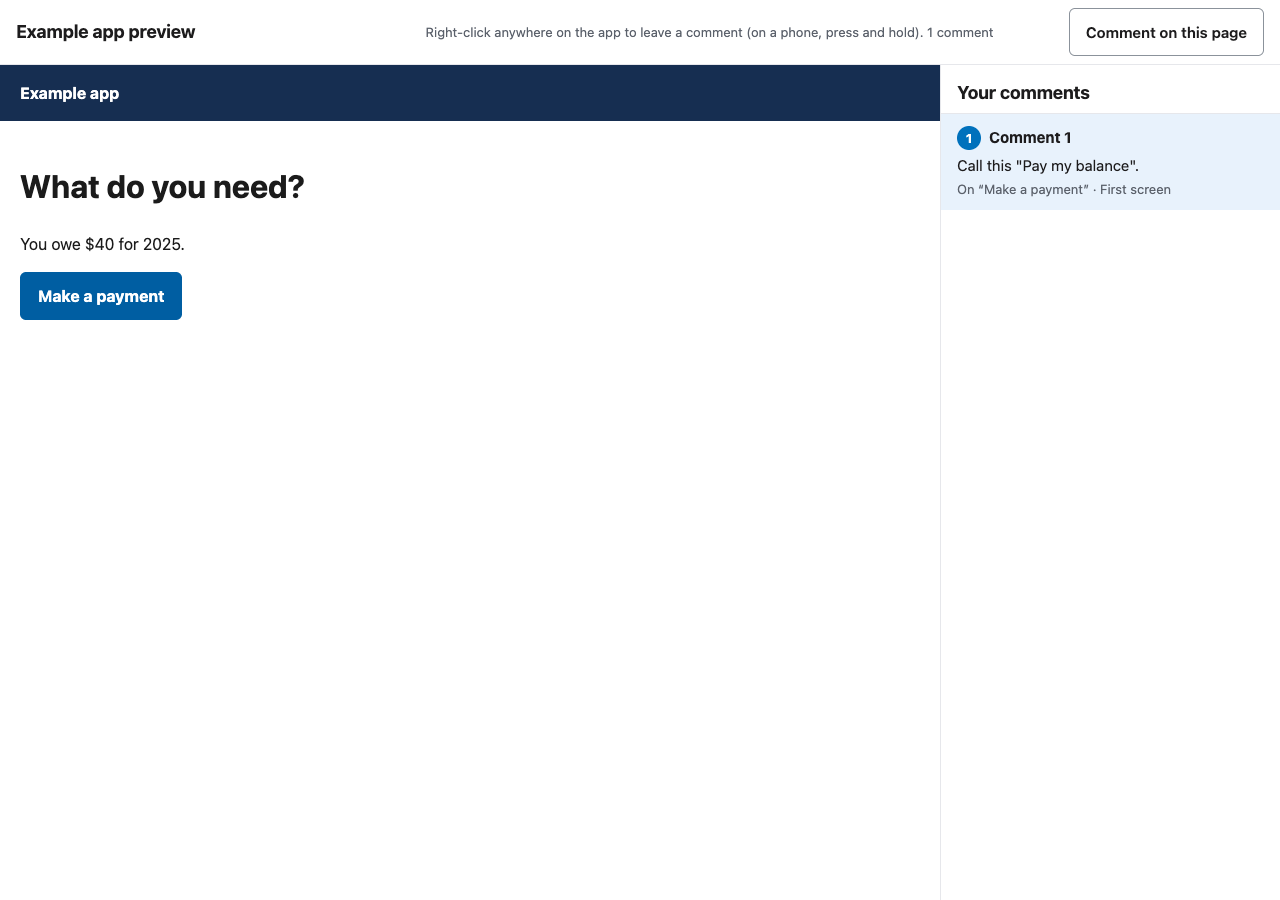 Example app preview
Right-click anywhere on the app to leave a comment (on a phone, press and hold). 1 comment
Comment on this page
Example app
What do you need?
You owe $40 for 2025.
Make a payment
Your comments
1 Comment 1
Call this "Pay my balance".
On “Make a payment” · First screen